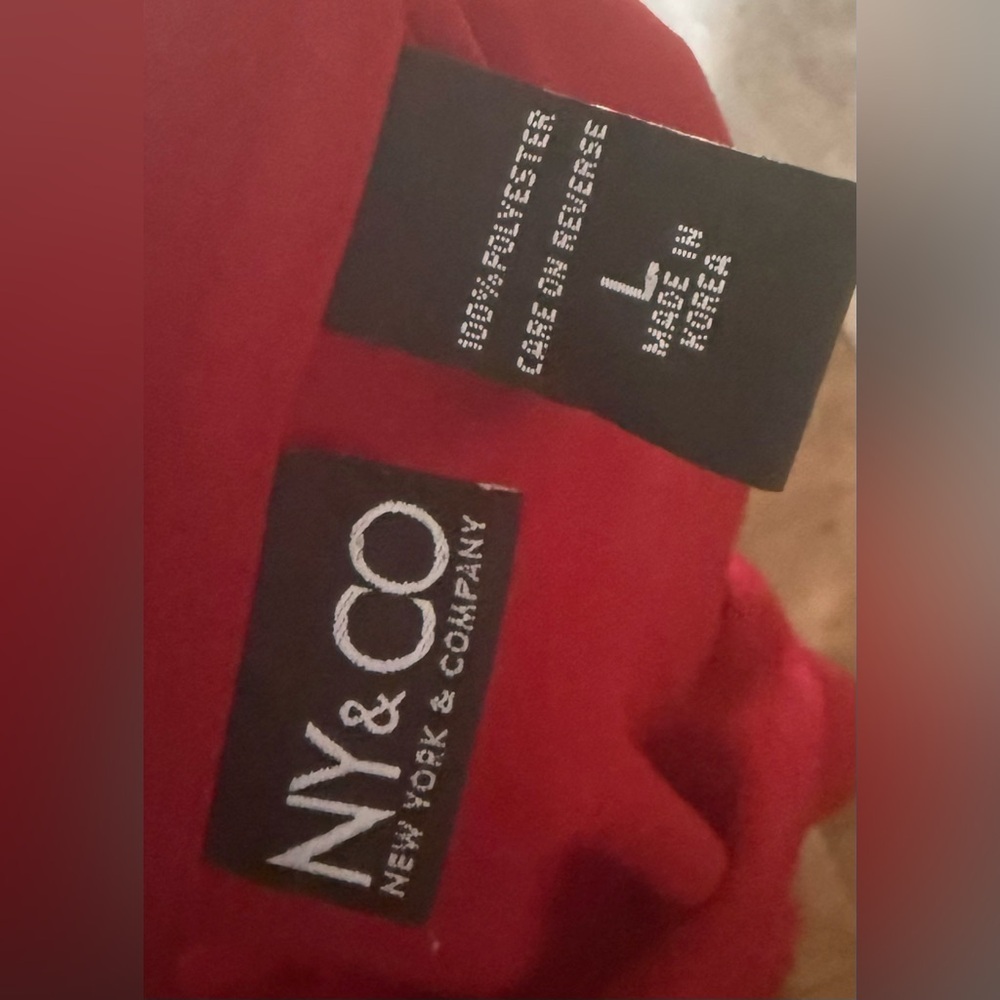 100% POLYESTER
CARE ON REVERSE
L
MADE IN
KOREA
NY & CO
NEW YORK & COMPANY